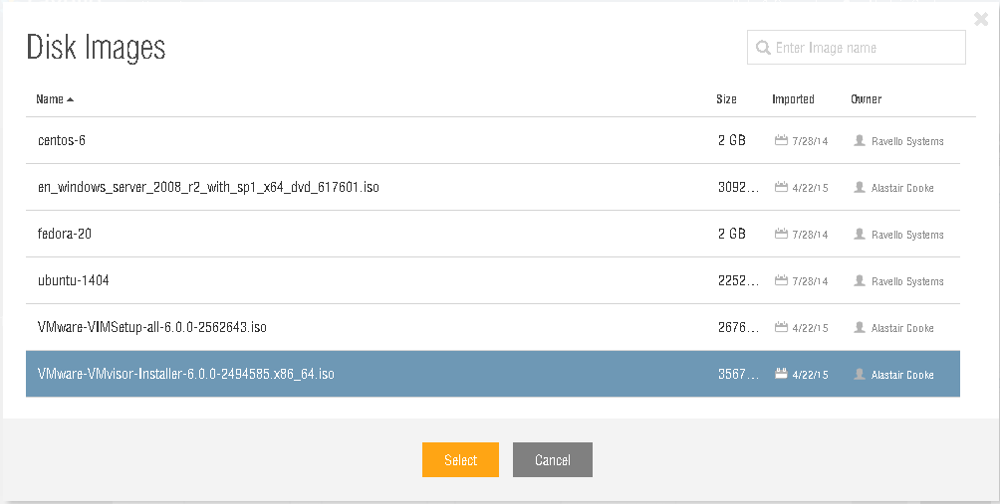 Disk Images
Enter Image name
Name Size Imported Owner
centos-6 2 GB 7/28/14 Ravello Systems
en_windows_server_2008_r2_with_sp1_x64_dvd_617601.iso 3092... 4/22/15 Alastair Cooke
fedora-20 2 GB 7/28/14 Ravello Systems
ubuntu-1404 2252... 7/28/14 Ravello Systems
VMware-VIMSetup-all-6.0.0-2562643.iso 2676... 4/22/15 Alastair Cooke
VMware-VMvisor-Installer-6.0.0-2494585.x86_64.iso 3567... 4/22/15 Alastair Cooke
Select Cancel